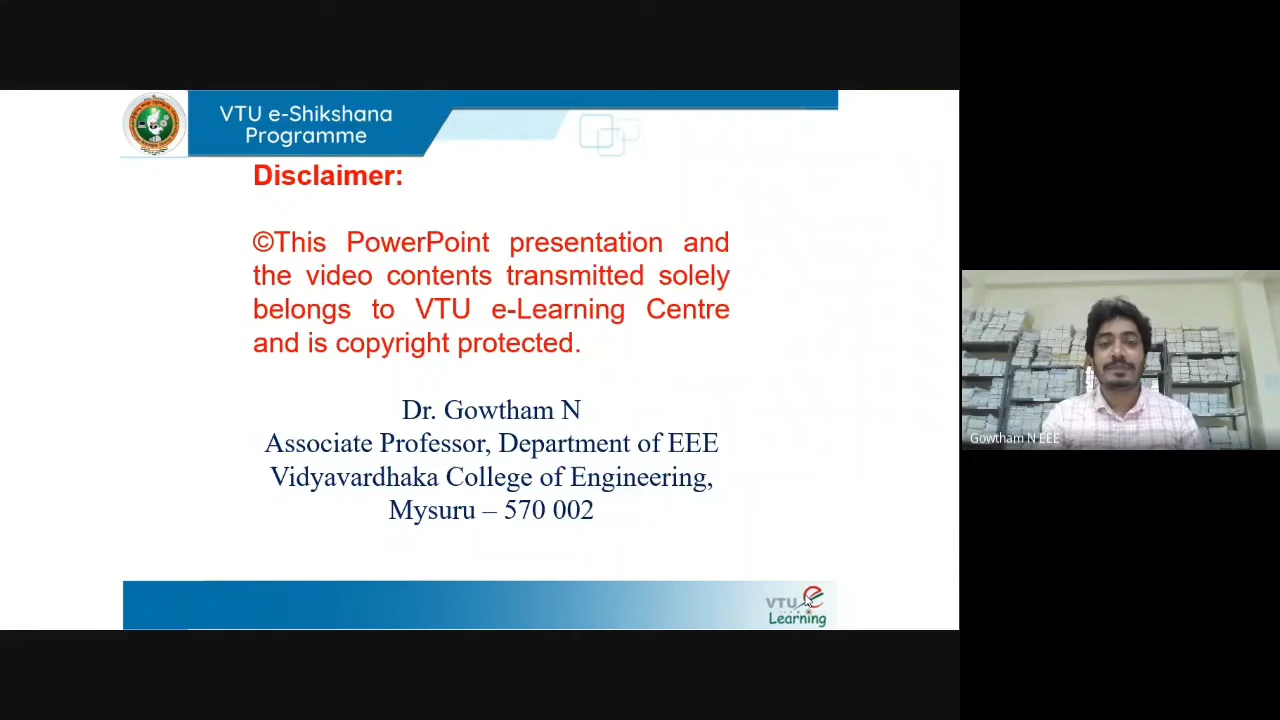 VTU e-Shikshana
Programme
Disclaimer:
©This PowerPoint presentation and
the video contents transmitted solely
belongs to VTU e-Learning Centre
and is copyright protected.
Dr. Gowtham N
Associate Professor, Department of EEE
Vidyavardhaka College of Engineering,
Mysuru – 570 002
Gowtham N EEE
VTU e
Learning